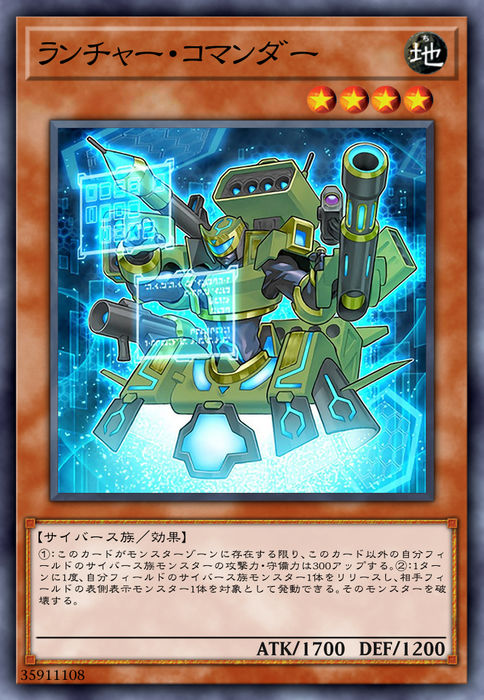 ランチャー・コマンダー
地
ち
【サイバース族／効果】
①:このカードがモンスターゾーンに存在する限り、このカード以外の自分フィ
ールドのサイバース族モンスターの攻撃力・守備力は300アップする。②:1ター
ンに1度、自分フィールドのサイバース族モンスター1体をリリースし、相手フィール
ドの表側表示モンスター1体を対象として発動できる。そのモンスターを破
壊する。
ATK/1700 DEF/1200
35911108